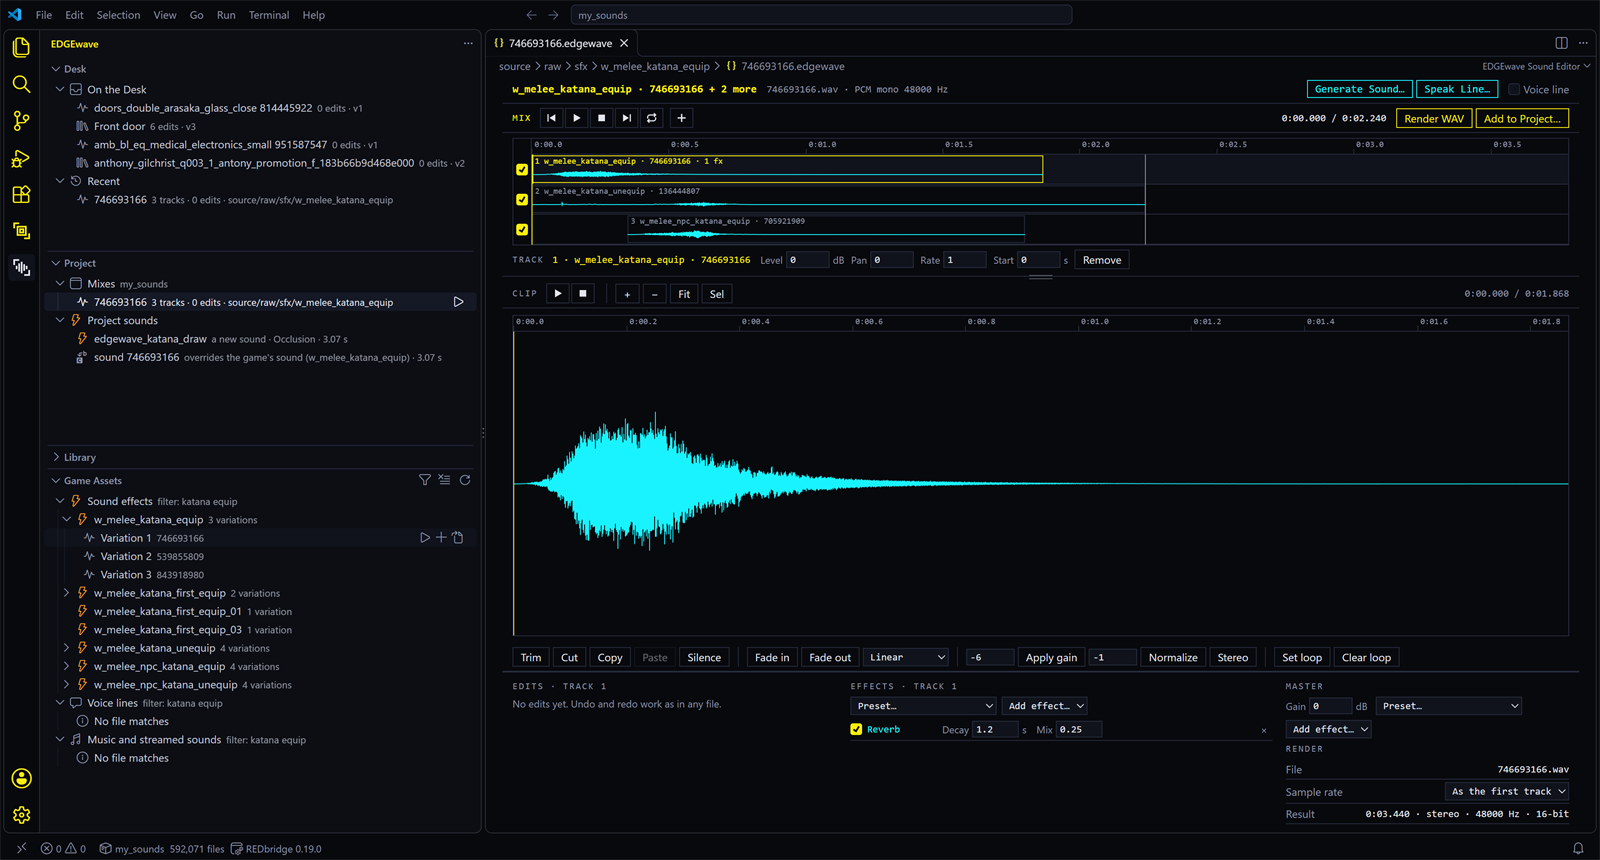 File Edit Selection View Go Run Terminal Help
my_sounds
EDGEwave
Desk
On the Desk
doors_double_arasaka_glass_close 814445922 0 edits · v1
Front door 6 edits · v3
amb_bl_eq_medical_electronics_small 951587547 0 edits · v1
anthony_gilchrist_q003_1_antony_promotion_f_183b66b9d468e000 0 edits · v2
Recent
746693166 3 tracks · 0 edits · source/raw/sfx/w_melee_katana_equip
Project
Mixes my_sounds
746693166 3 tracks · 0 edits · source/raw/sfx/w_melee_katana_equip
Project sounds
edgewave_katana_draw a new sound · Occlusion · 3.07 s
sound 746693166 overrides the game's sound (w_melee_katana_equip) · 3.07 s
Library
Game Assets
Sound effects filter: katana equip
w_melee_katana_equip 3 variations
Variation 1 746693166
Variation 2 539855809
Variation 3 843918980
w_melee_katana_first_equip 2 variations
w_melee_katana_first_equip_01 1 variation
w_melee_katana_first_equip_03 1 variation
w_melee_katana_unequip 4 variations
w_melee_npc_katana_equip 4 variations
w_melee_npc_katana_unequip 4 variations
Voice lines filter: katana equip
No file matches
Music and streamed sounds filter: katana equip
No file matches
{} 746693166.edgewave
source > raw > sfx > w_melee_katana_equip > {} 746693166.edgewave
EDGEwave Sound Editor
w_melee_katana_equip · 746693166 + 2 more 746693166.wav · PCM mono 48000 Hz
Generate Sound… Speak Line… Voice line
MIX
0:00.000 / 0:02.240 Render WAV Add to Project…
0:00.0 0:00.5 0:01.0 0:01.5 0:02.0 0:02.5 0:03.0 0:03.5
1 w_melee_katana_equip · 746693166 · 1 fx
2 w_melee_katana_unequip · 136444807
3 w_melee_npc_katana_equip · 705921909
TRACK 1 · w_melee_katana_equip · 746693166 Level 0 dB Pan 0 Rate 1 Start 0 s Remove
CLIP + − Fit Sel 0:00.000 / 0:01.868
0:00.0 0:00.2 0:00.4 0:00.6 0:00.8 0:01.0 0:01.2 0:01.4 0:01.6 0:01.8
Trim Cut Copy Paste Silence Fade in Fade out Linear -6 Apply gain -1 Normalize Stereo Set loop Clear loop
EDITS · TRACK 1
No edits yet. Undo and redo work as in any file.
EFFECTS · TRACK 1
Preset… Add effect…
Reverb Decay 1.2 s Mix 0.25 ×
MASTER
Gain 0 dB Preset…
Add effect…
RENDER
File 746693166.wav
Sample rate As the first track
Result 0:03.440 · stereo · 48000 Hz · 16-bit
0 0 my_sounds 592,071 files REDbridge 0.19.0